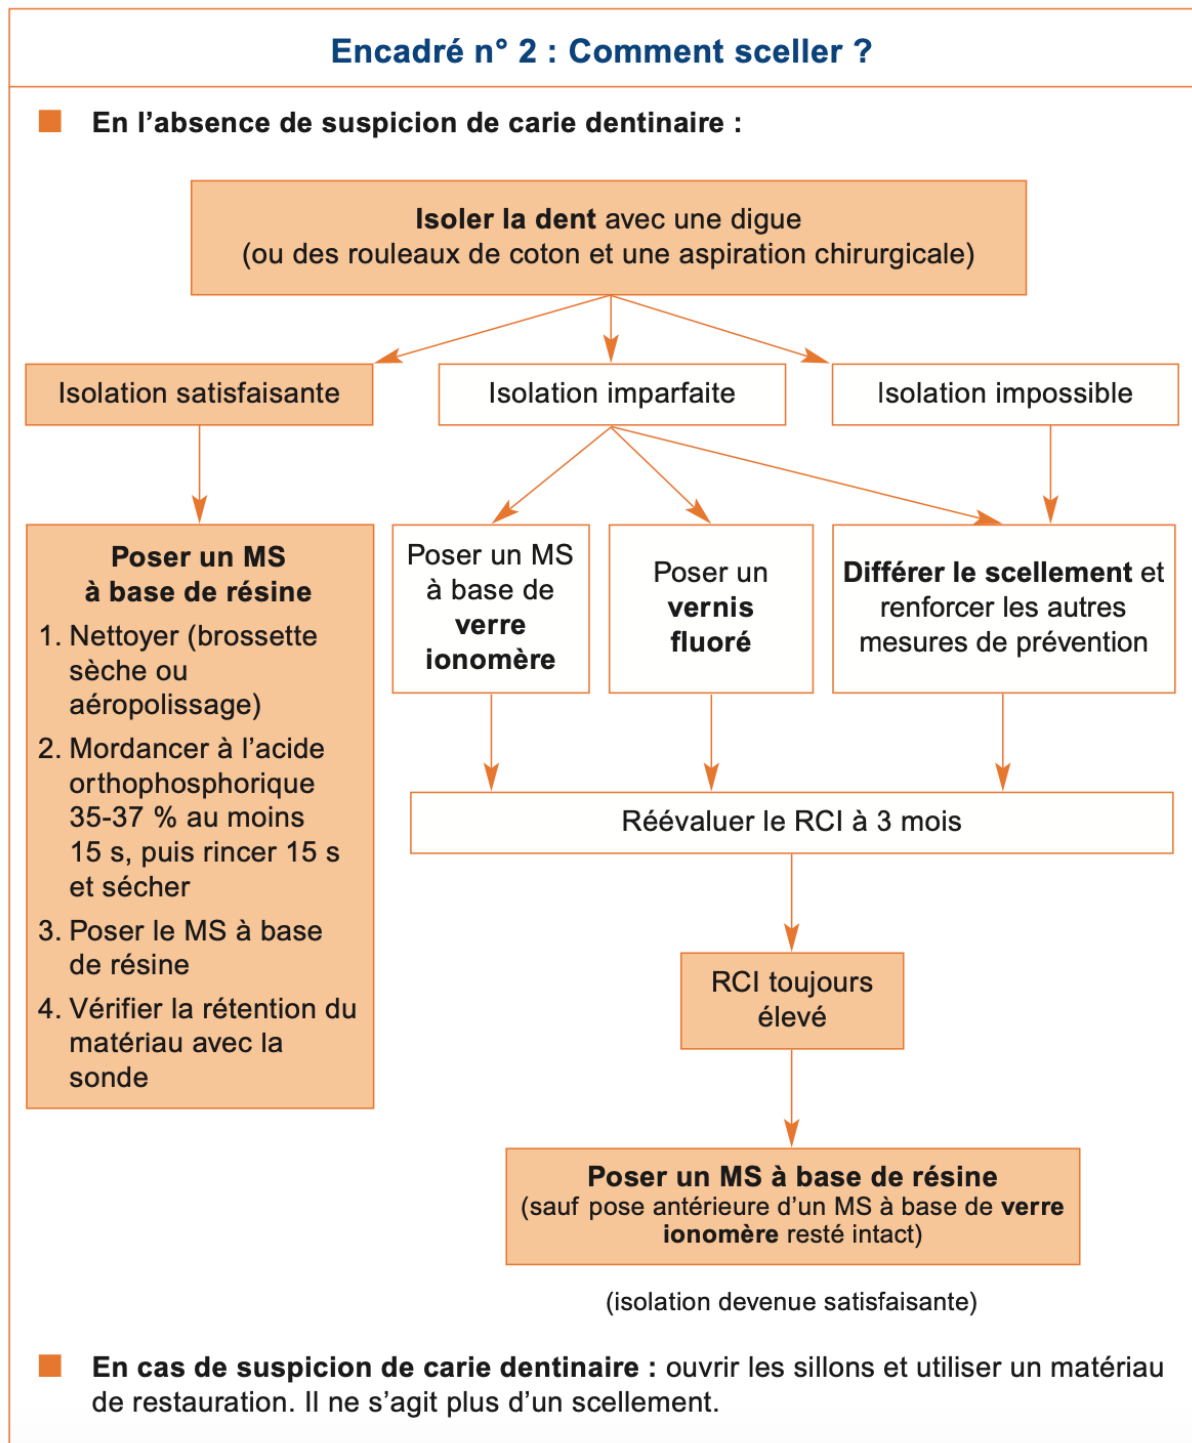 Encadré n° 2 : Comment sceller ?
En l’absence de suspicion de carie dentinaire :
Isoler la dent avec une digue
(ou des rouleaux de coton et une aspiration chirurgicale)
Isolation satisfaisante
Isolation imparfaite
Isolation impossible
Poser un MS
à base de résine
1. Nettoyer (brossette
sèche ou
aéropolissage)
2. Mordancer à l’acide
orthophosphorique
35-37 % au moins
15 s, puis rincer 15 s
et sécher
3. Poser le MS à base
de résine
4. Vérifier la rétention du
matériau avec la
sonde
Poser un MS
à base de
verre
ionomère
Poser un
vernis
fluoré
Différer le scellement et
renforcer les autres
mesures de prévention
Réévaluer le RCI à 3 mois
RCI toujours
élevé
Poser un MS à base de résine
(sauf pose antérieure d’un MS à base de verre
ionomère resté intact)
(isolation devenue satisfaisante)
En cas de suspicion de carie dentinaire : ouvrir les sillons et utiliser un matériau
de restauration. Il ne s’agit plus d’un scellement.